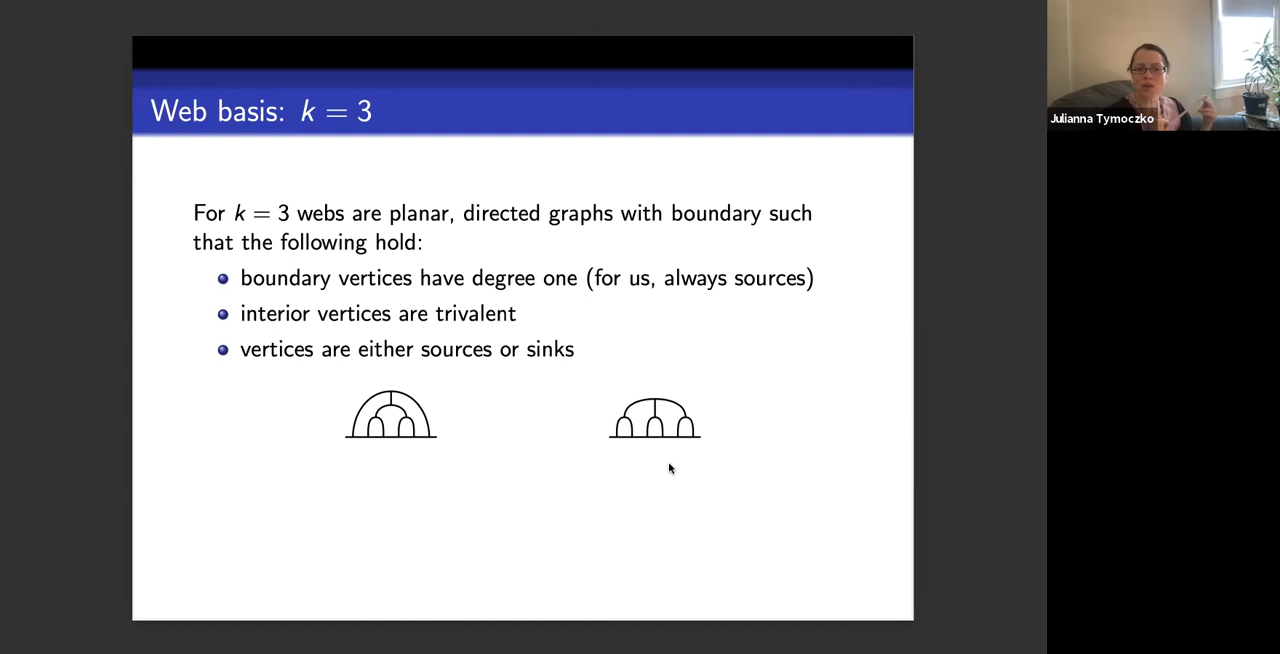 Web basis: k = 3
For k = 3 webs are planar, directed graphs with boundary such
that the following hold:
boundary vertices have degree one (for us, always sources)
interior vertices are trivalent
vertices are either sources or sinks
Julianna Tymoczko